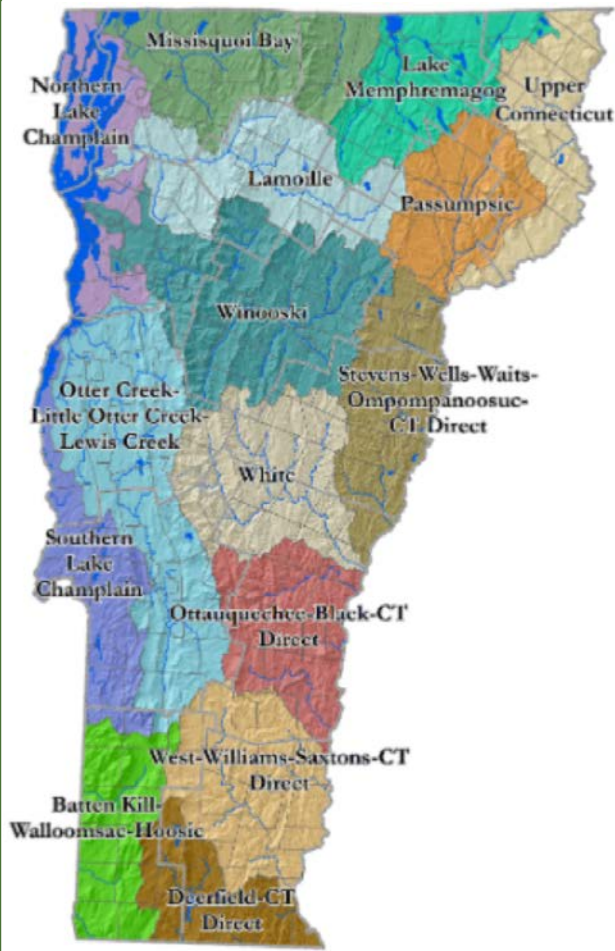 Missisquoi Bay
Lake
Memphremagog
Upper
Connecticut
Northern
Lake
Champlain
Lamoille
Passumpsic
Winooski
Stevens-Wells-Waits-
Ompompanoosuc-
CT Direct
Otter Creek-
Little Otter Creek-
Lewis Creek
White
Southern
Lake
Champlain
Ottauquechee-Black-CT
Direct
West-Williams-Saxtons-CT
Direct
Batten Kill-
Walloomsac-Hoosic
Deerfield-CT
Direct